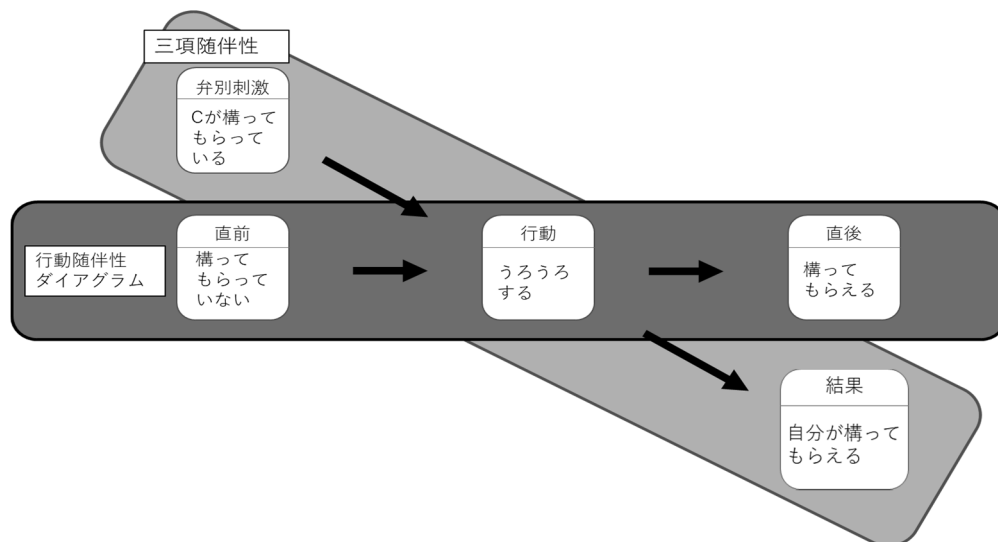 三項随伴性
弁別刺激
Cが構って
もらって
いる
行動随伴性
ダイアグラム
直前
構って
もらって
いない
行動
うろうろ
する
直後
構って
もらえる
結果
自分が構って
もらえる